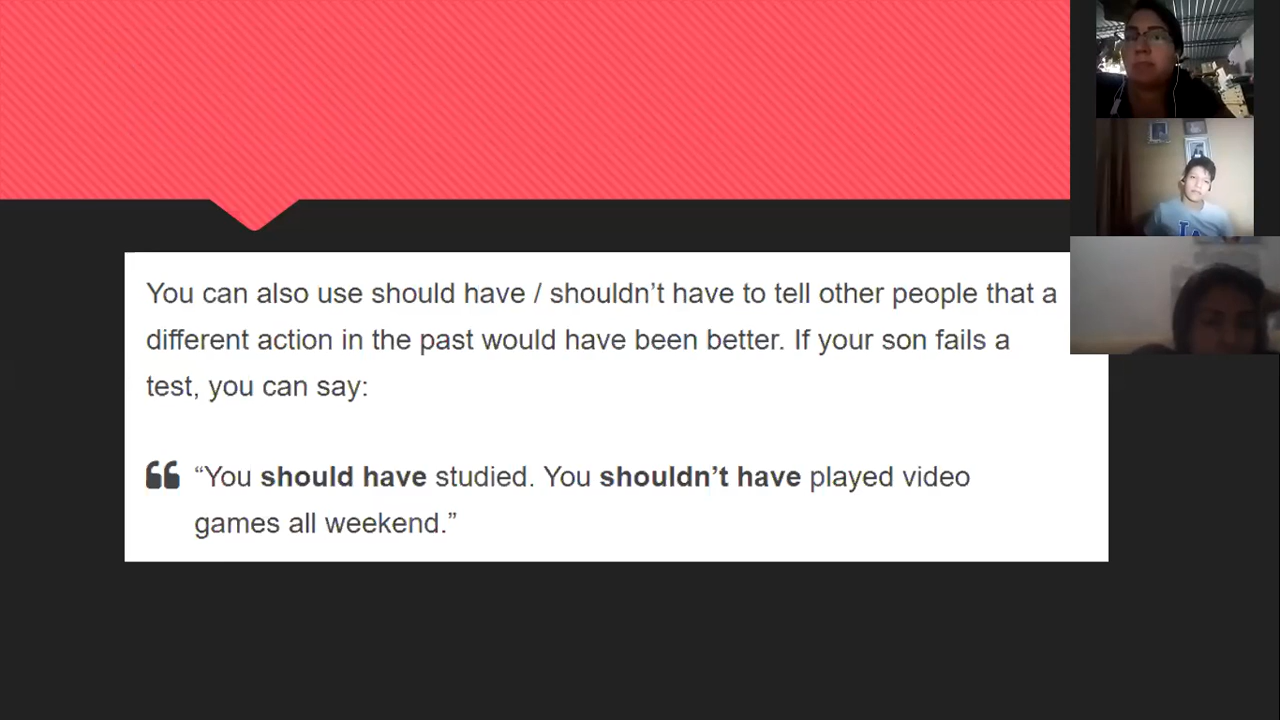 You can also use should have / shouldn’t have to tell other people that a
different action in the past would have been better. If your son fails a
test, you can say:
“You should have studied. You shouldn’t have played video
games all weekend.”